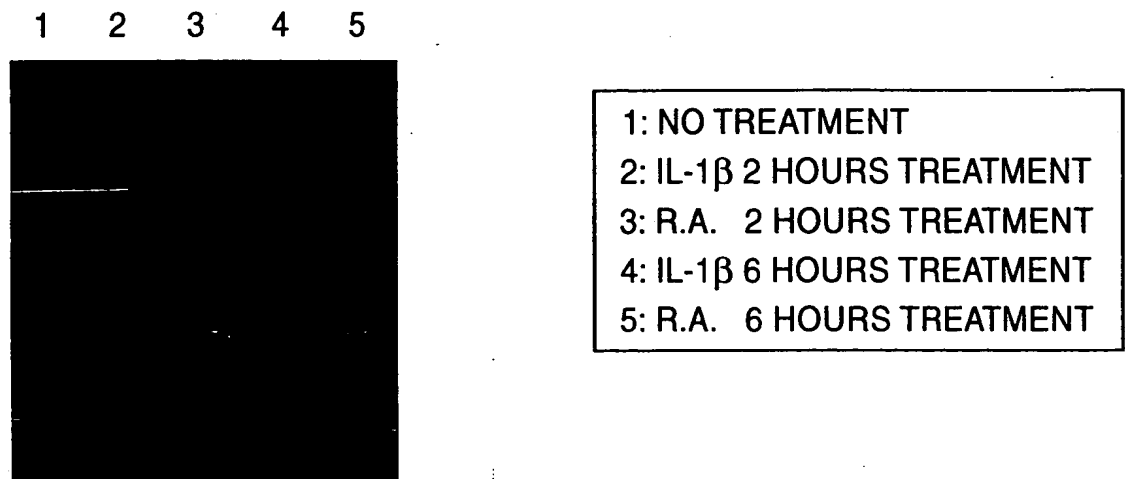 1 2 3 4 5
1: NO TREATMENT
2: IL-1β 2 HOURS TREATMENT
3: R.A. 2 HOURS TREATMENT
4: IL-1β 6 HOURS TREATMENT
5: R.A. 6 HOURS TREATMENT